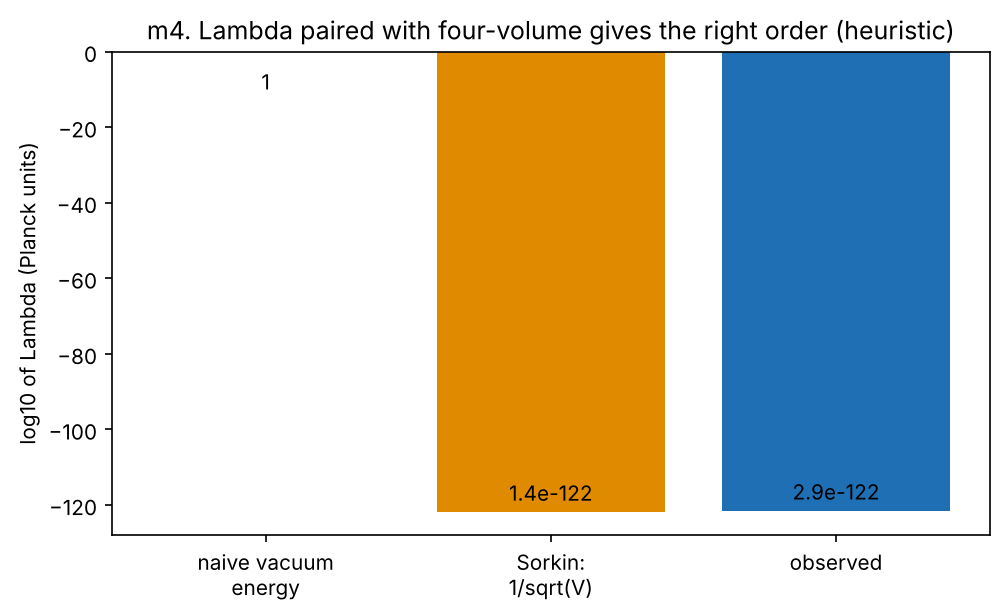 m4. Lambda paired with four-volume gives the right order (heuristic)
log10 of Lambda (Planck units)
0
−20
−40
−60
−80
−100
−120
1
1.4e-122
2.9e-122
naive vacuum
energy
Sorkin:
1/sqrt(V)
observed